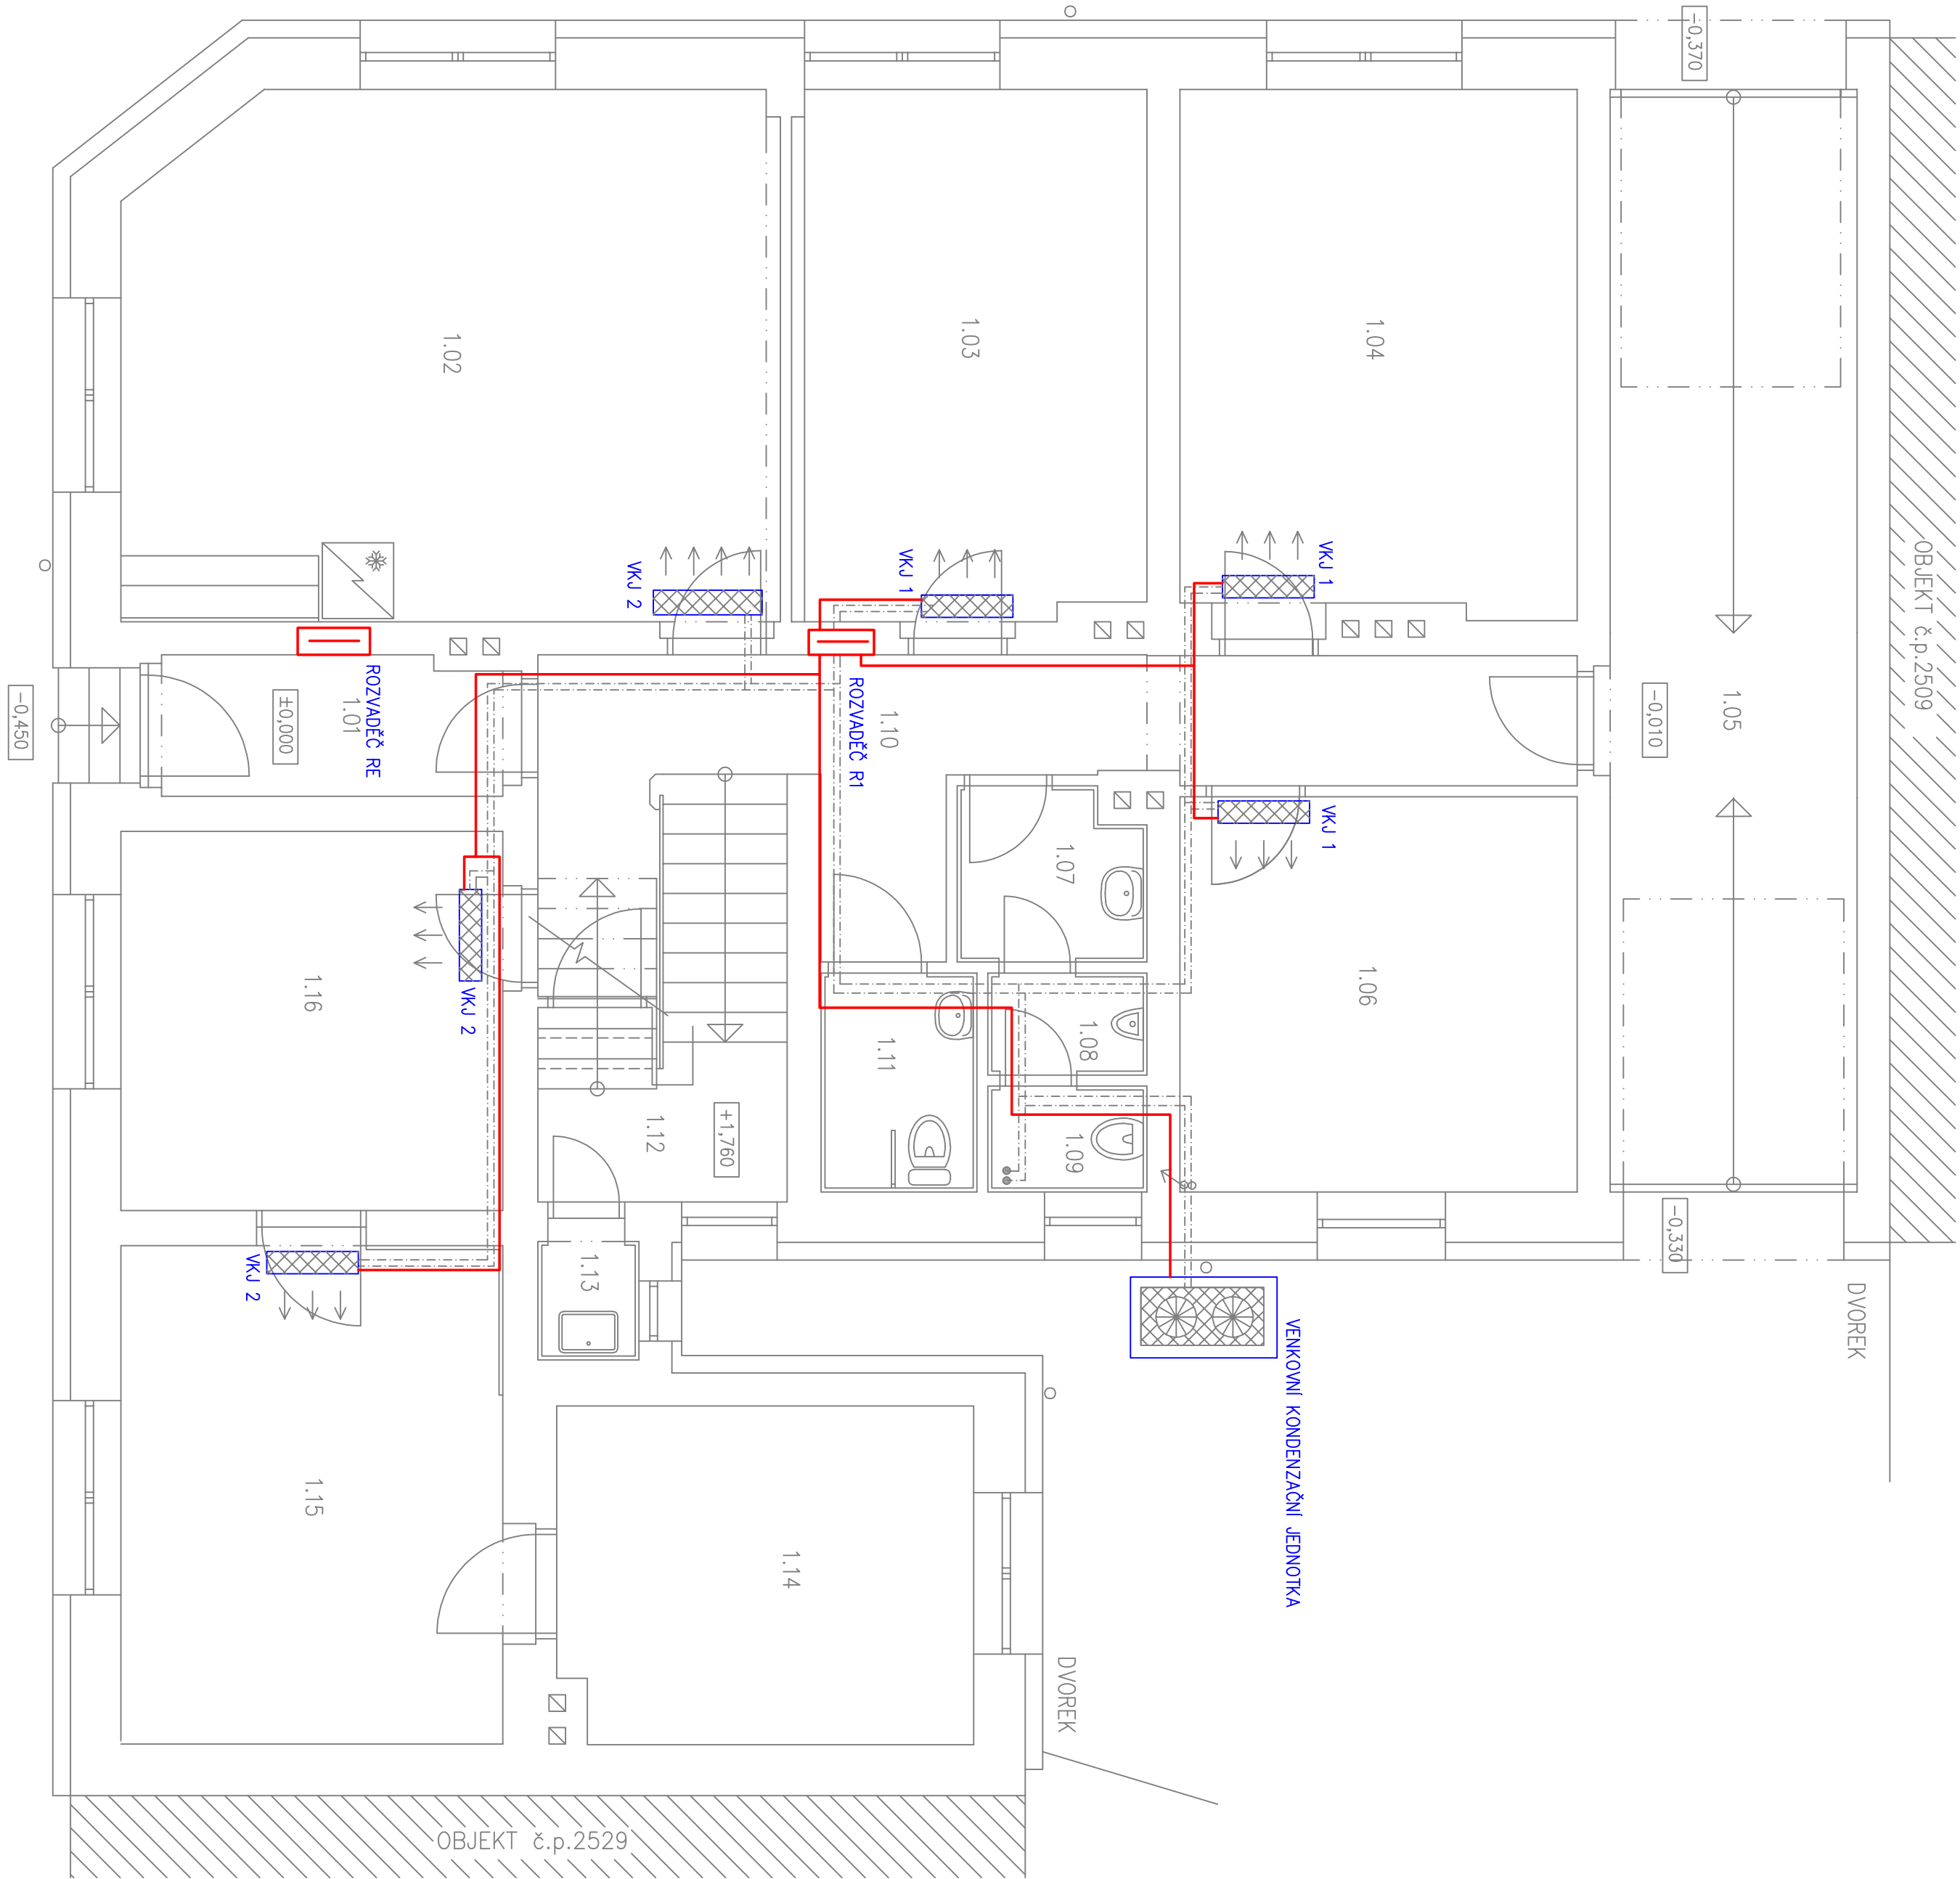 -0,370
OBJEKT č.p.2509
1.02
1.03
1.04
1.05
VKJ 2
VKJ 1
VKJ 1
-0,450
±0,000
1.01
ROZVADĚČ RE
ROZVADĚČ R1
1.10
-0,010
VKJ 1
1.07
1.06
1.16
VKJ 2
1.11
1.08
1.12
+1,760
1.09
-0,330
DVOREK
VKJ 2
1.13
VENKOVNÍ KONDENZAČNÍ JEDNOTKA
1.15
1.14
DVOREK
OBJEKT č.p.2529